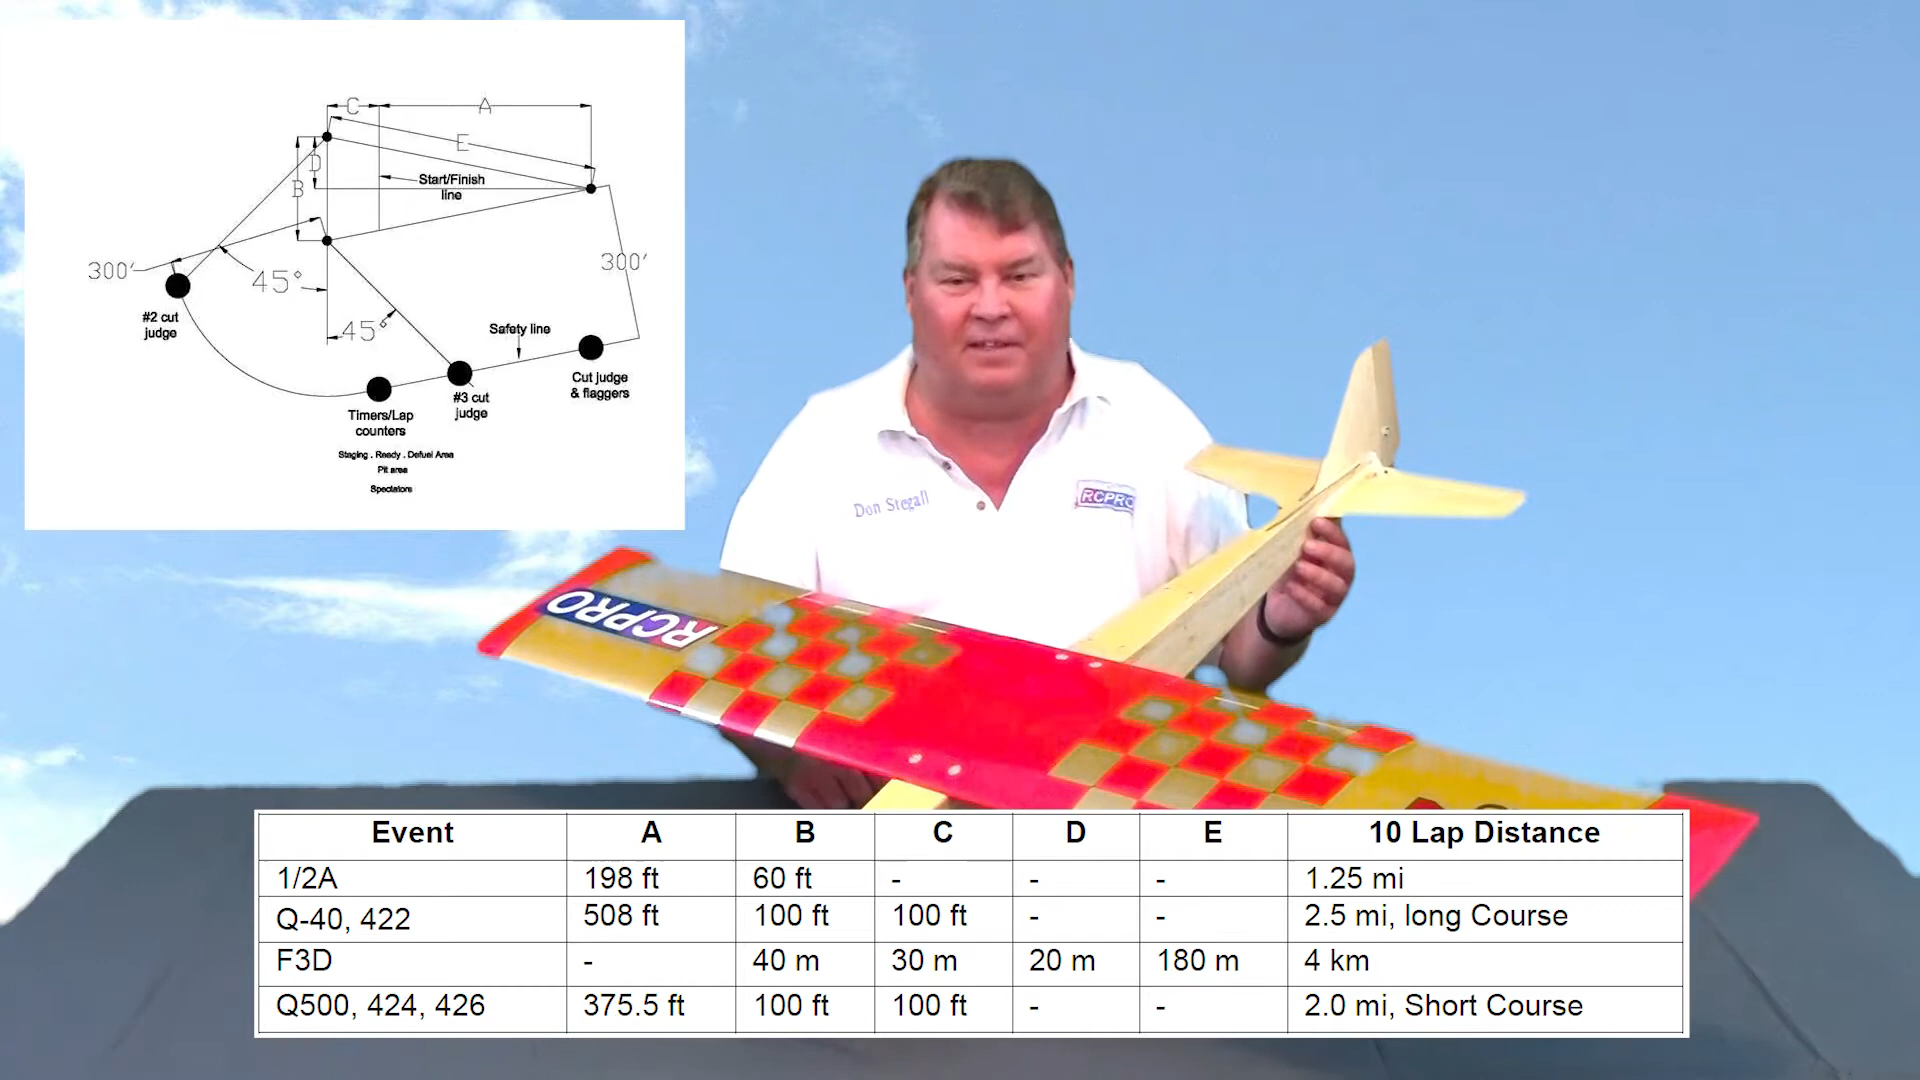 C A
E
D
B
Start/Finish
line
300'
45°
300'
45°
#2 cut
judge
Safety line
Timers/Lap
counters
#3 cut
judge
Cut judge
& flaggers
Staging . Ready . Defuel Area
Pit area
Spectators
Don Stegall
RCPRO
RCPRO
Event A B C D E 10 Lap Distance
1/2A 198 ft 60 ft - - - 1.25 mi
Q-40, 422 508 ft 100 ft 100 ft - - 2.5 mi, long Course
F3D - 40 m 30 m 20 m 180 m 4 km
Q500, 424, 426 375.5 ft 100 ft 100 ft - - 2.0 mi, Short Course